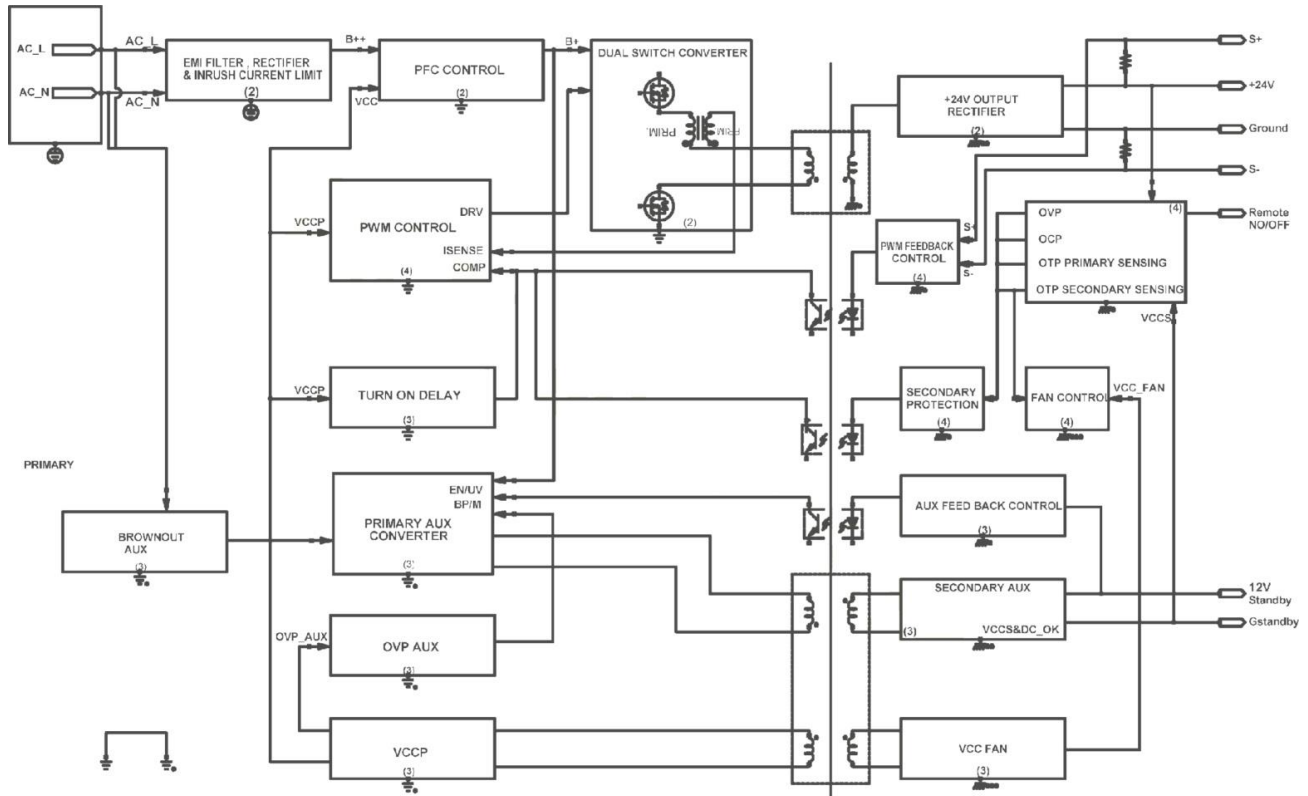 AC_L
AC_N
AC_L
AC_N
EMI FILTER , RECTIFIER
& INRUSH CURRENT LIMIT
(2)
B++
VCC
PFC CONTROL
(2)
B+
DUAL SWITCH CONVERTER
PRIM.
PRIM
(2)
+24V OUTPUT
RECTIFIER
(2)
S+
+24V
Ground
S-
Remote
NO/OFF
VCCP
PWM CONTROL
(4)
DRV
ISENSE
COMP
PWM FEEDBACK
CONTROL
(4)
S+
S-
OVP
(4)
OCP
OTP PRIMARY SENSING
OTP SECONDARY SENSING
VCCS
VCCP
TURN ON DELAY
(3)
SECONDARY
PROTECTION
(4)
FAN CONTROL
(4)
VCC_FAN
PRIMARY
BROWNOUT
AUX
(3)
EN/UV
BP/M
PRIMARY AUX
CONVERTER
(3)
AUX FEED BACK CONTROL
(3)
SECONDARY AUX
(3)
VCCS&DC_OK
12V
Standby
Gstandby
OVP_AUX
OVP AUX
(3)
VCCP
(3)
VCC FAN
(3)